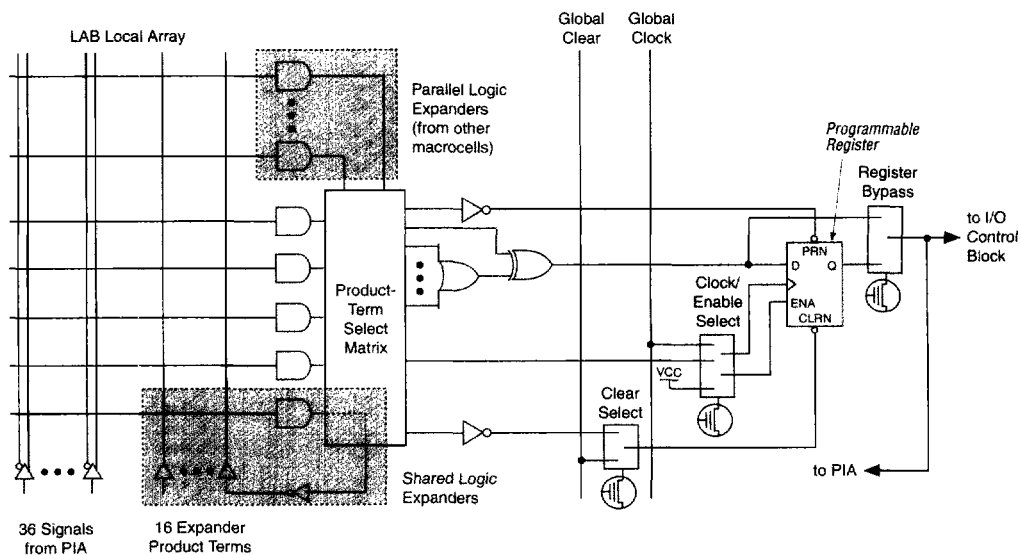 Global
Clear
Global
Clock
LAB Local Array
Parallel Logic
Expanders
(from other
macrocells)
Programmable
Register
Register
Bypass
to I/O
Control
Block
PRN
D
Q
ENA
CLRN
Clock/
Enable
Select
Product-
Term
Select
Matrix
VCC
Clear
Select
Shared Logic
Expanders
to PIA
36 Signals
from PIA
16 Expander
Product Terms